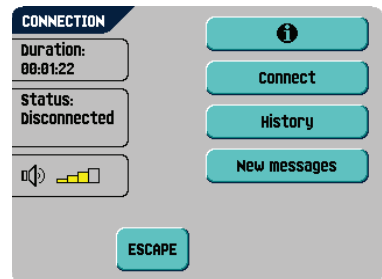 CONNECTION
Duration:
00:01:22
Status:
Disconnected
i
Connect
History
New messages
ESCAPE